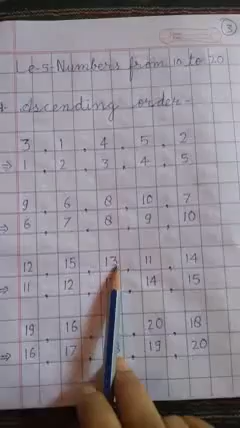 3
Le-5-Numbers from 10 to 20
ascending order-
3 , 1 , 4 , 5 , 2
⇒ 1 , 2 , 3 , 4 , 5
9 , 6 , 8 , 10 , 7
⇒ 6 , 7 , 8 , 9 , 10
12 , 15 , 13 , 11 , 14
⇒ 11 , 12 , 14 , 15
19 , 16 , 20 , 18
⇒ 16 , 17 , 19 , 20